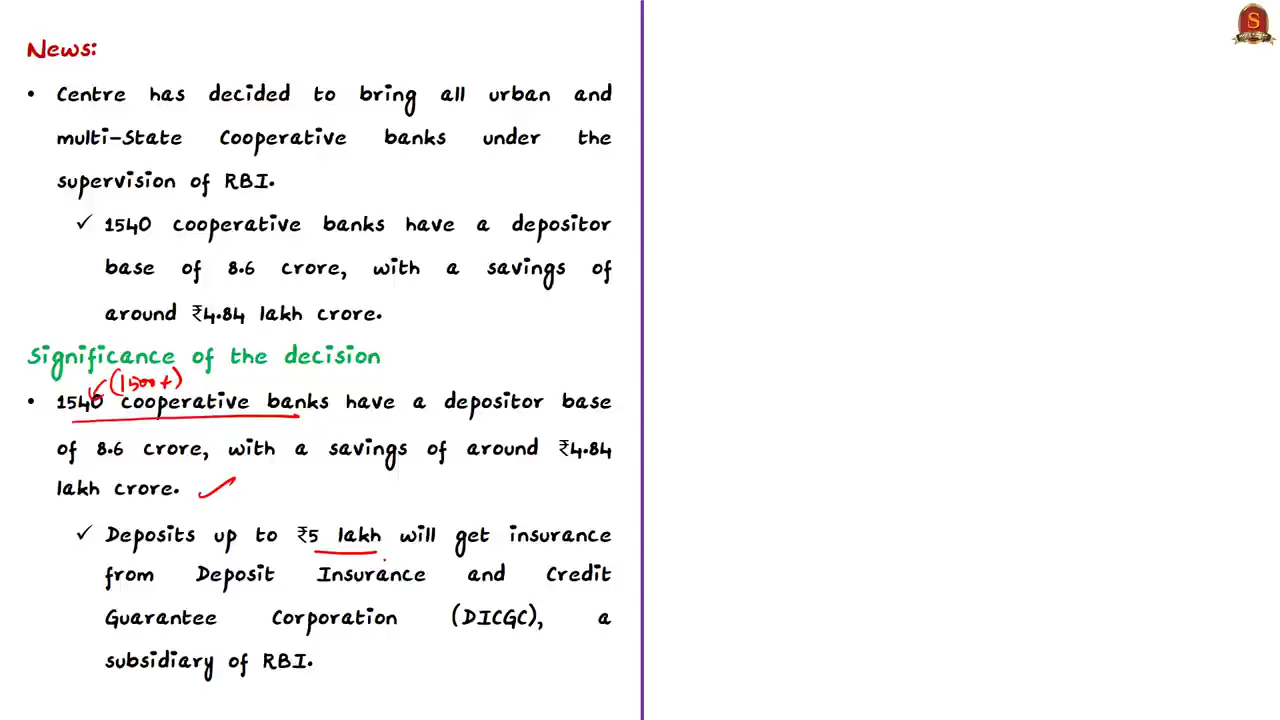 News:
• Centre has decided to bring all urban and
multi-State Cooperative banks under the
supervision of RBI.
✓ 1540 cooperative banks have a depositor
base of 8.6 crore, with a savings of
around ₹4.84 lakh crore.
Significance of the decision
(1500+)
• 1540 cooperative banks have a depositor base
of 8.6 crore, with a savings of around ₹4.84
lakh crore.
✓ Deposits up to ₹5 lakh will get insurance
from Deposit Insurance and Credit
Guarantee Corporation (DICGC), a
subsidiary of RBI.
S